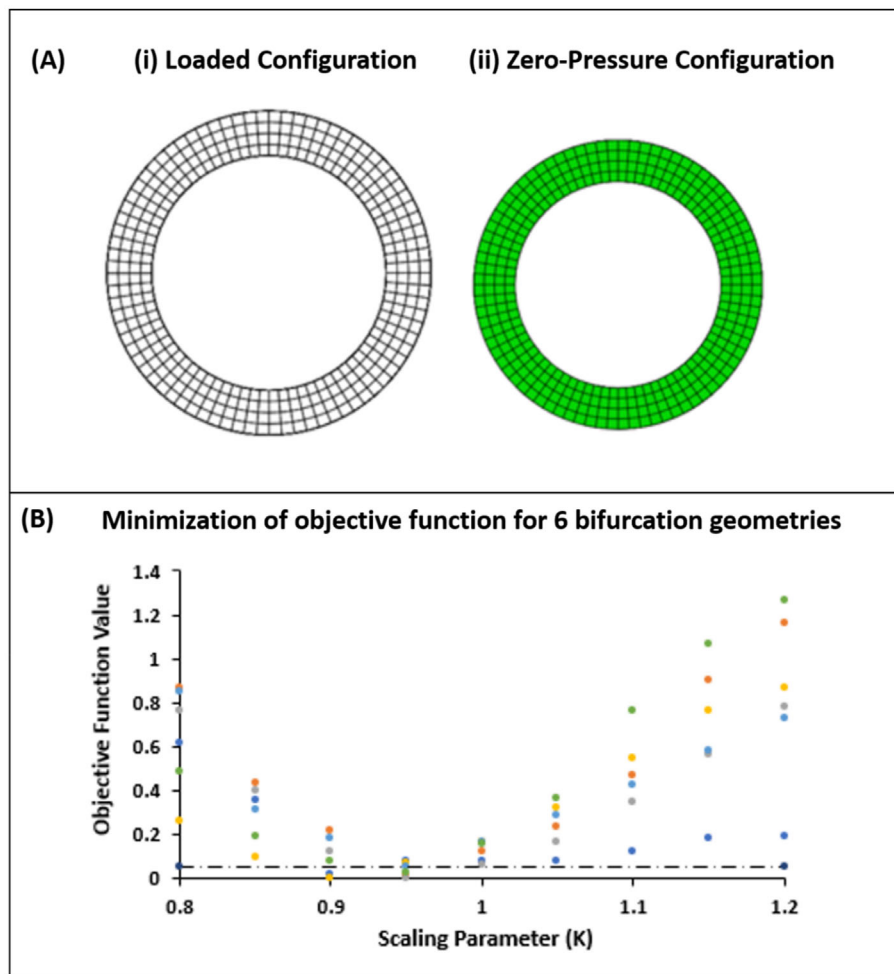 (A) (i) Loaded Configuration (ii) Zero-Pressure Configuration
(B) Minimization of objective function for 6 bifurcation geometries
Objective Function Value
1.4
1.2
1
0.8
0.6
0.4
0.2
0
0.8 0.9 1 1.1 1.2
Scaling Parameter (K)